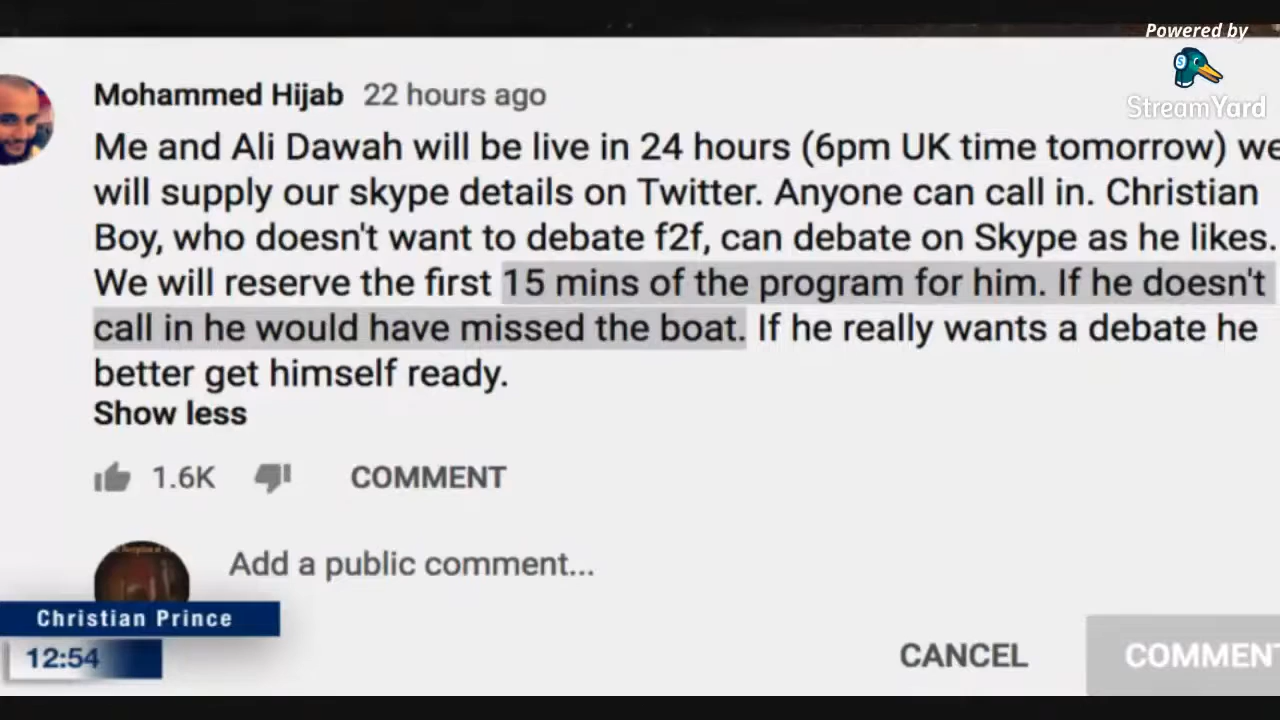 Powered by
StreamYard
Mohammed Hijab 22 hours ago
Me and Ali Dawah will be live in 24 hours (6pm UK time tomorrow) we
will supply our skype details on Twitter. Anyone can call in. Christian
Boy, who doesn't want to debate f2f, can debate on Skype as he likes.
We will reserve the first 15 mins of the program for him. If he doesn't
call in he would have missed the boat. If he really wants a debate he
better get himself ready.
Show less
1.6K COMMENT
Add a public comment...
Christian Prince
12:54
CANCEL COMMENT